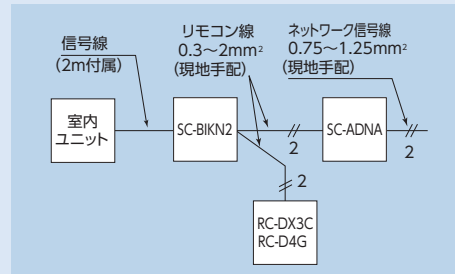 信号線
(2m付属)
リモコン線
0.3～2mm²
(現地手配)
ネットワーク信号線
0.75～1.25mm²
(現地手配)
室内
ユニット
SC-BIKN2
2
SC-ADNA
2
2
RC-DX3C
RC-D4G